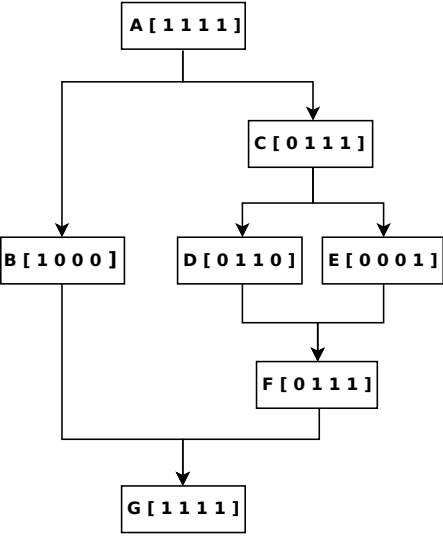 A [ 1 1 1 1 ]
C [ 0 1 1 1 ]
B [ 1 0 0 0 ]
D [ 0 1 1 0 ]
E [ 0 0 0 1 ]
F [ 0 1 1 1 ]
G [ 1 1 1 1 ]